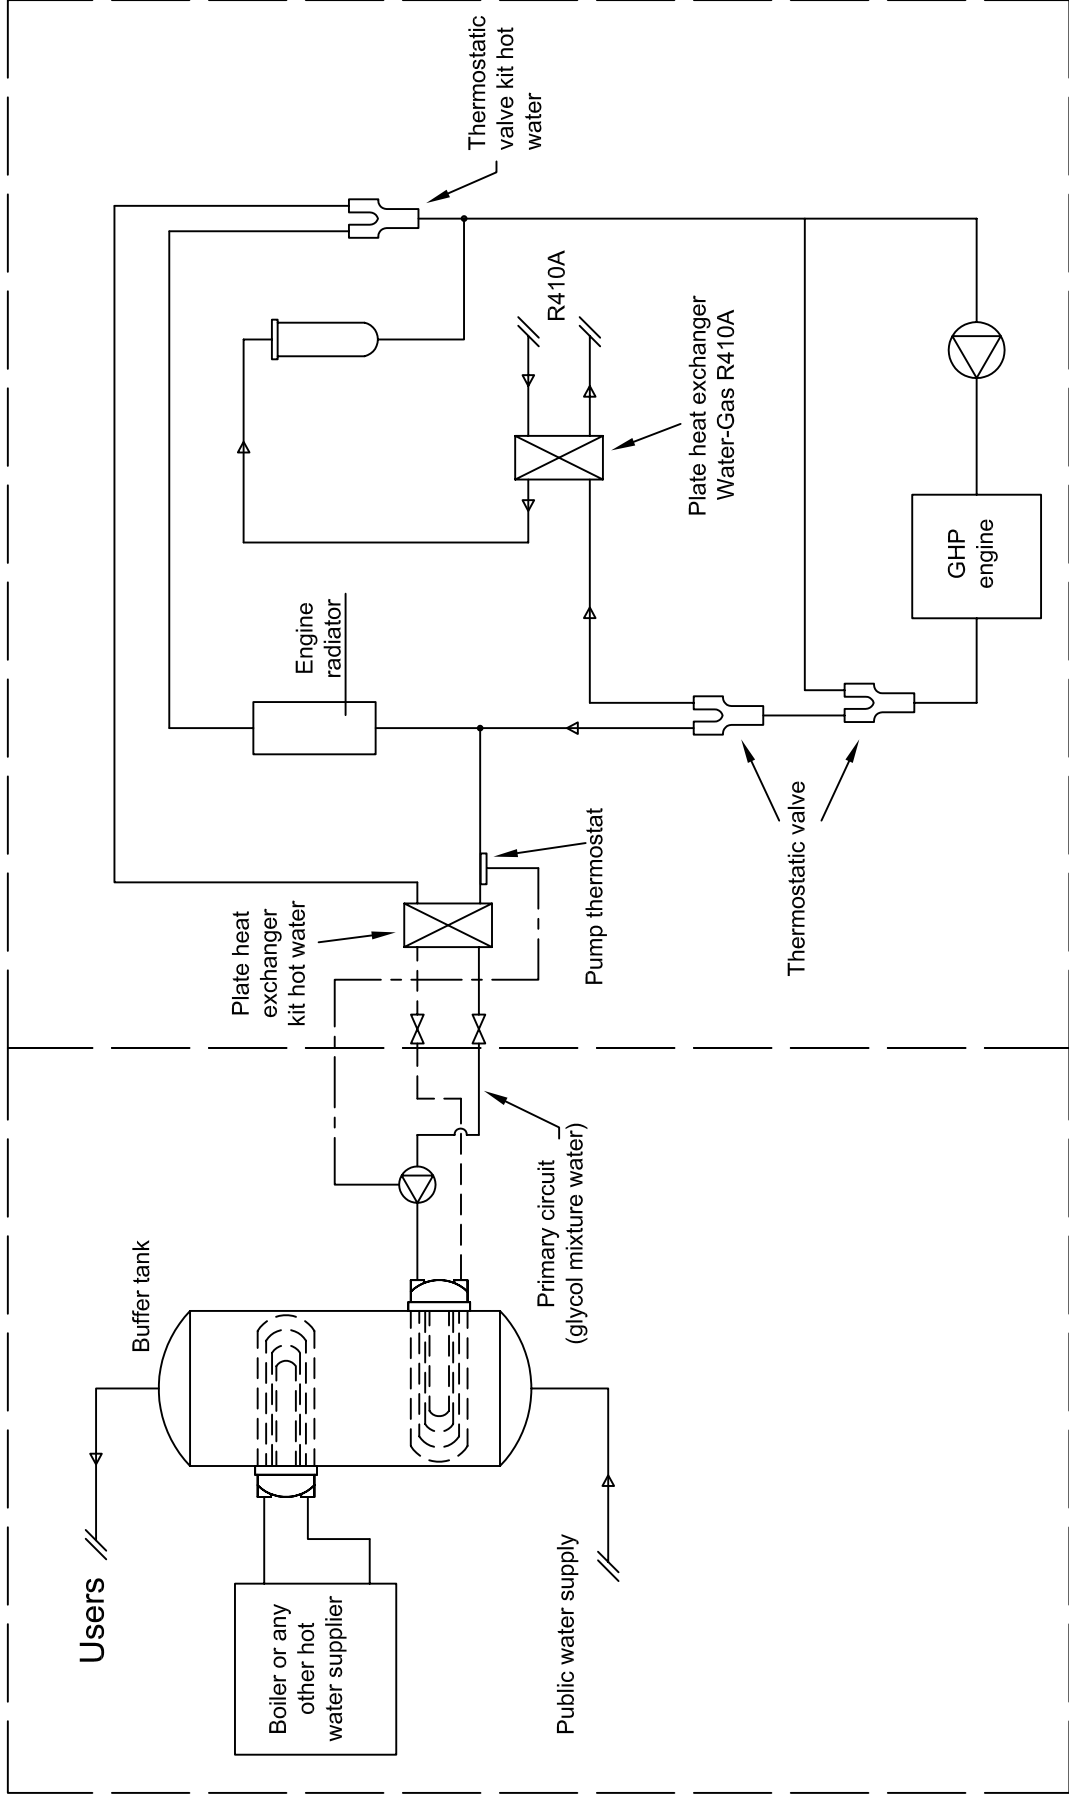 Users
Boiler or any
other hot
water supplier
Buffer tank
Public water supply
Primary circuit
(glycol mixture water)
Plate heat
exchanger
kit hot water
Pump thermostat
Engine
radiator
Thermostatic valve
R410A
Plate heat exchanger
Water-Gas R410A
GHP
engine
Thermostatic
valve kit hot
water